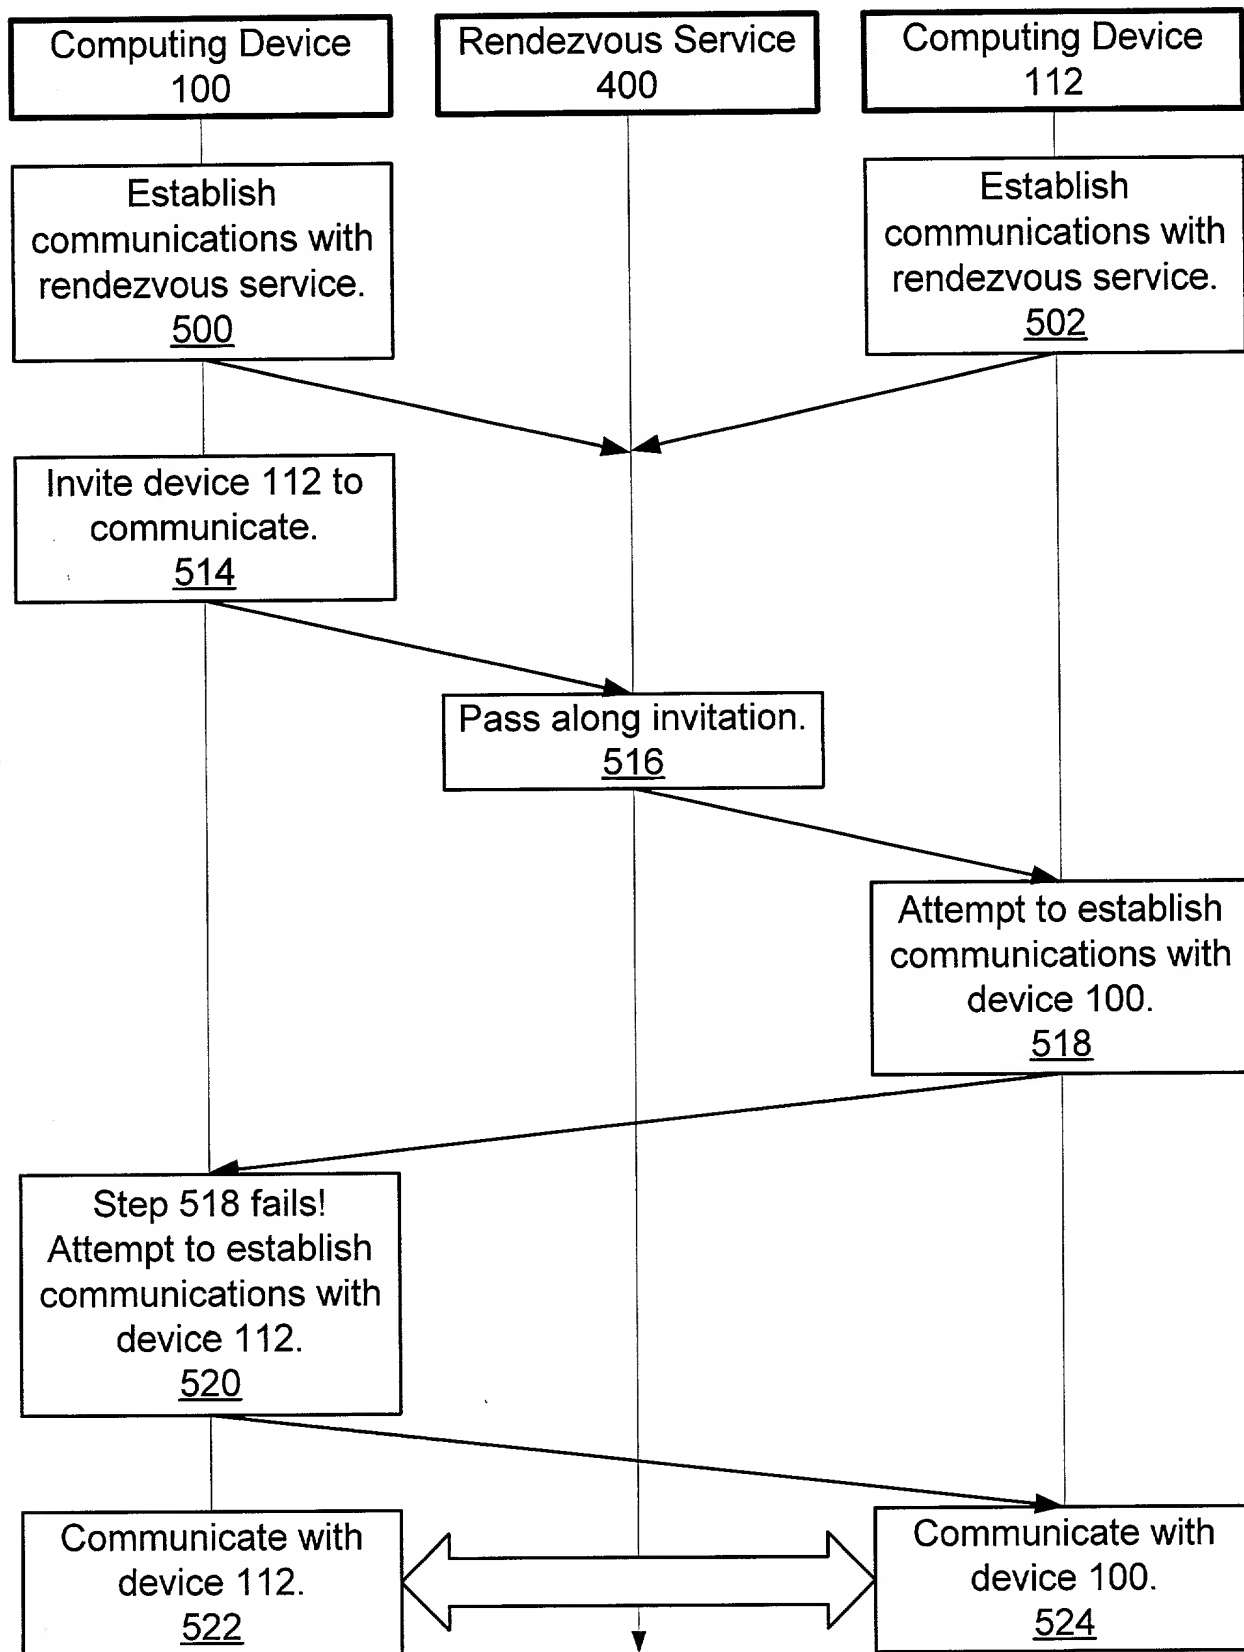 Computing Device
100
Rendezvous Service
400
Computing Device
112
Establish
communications with
rendezvous service.
500
Establish
communications with
rendezvous service.
502
Invite device 112 to
communicate.
514
Pass along invitation.
516
Attempt to establish
communications with
device 100.
518
Step 518 fails!
Attempt to establish
communications with
device 112.
520
Communicate with
device 112.
522
Communicate with
device 100.
524